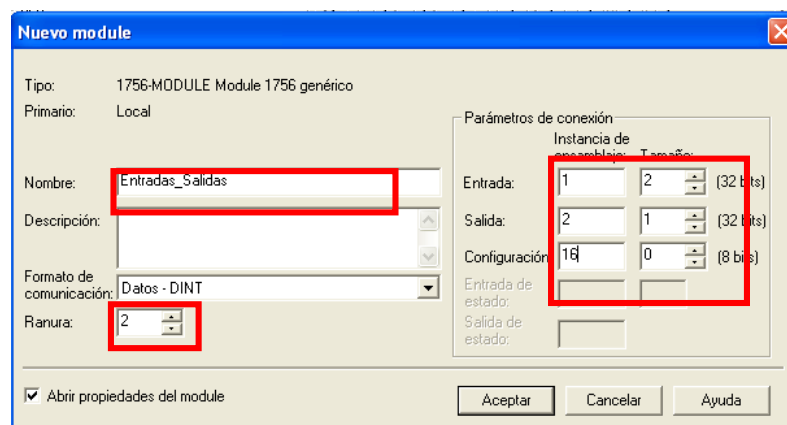 Nuevo module
Tipo: 1756-MODULE Module 1756 genérico
Primario: Local
Parámetros de conexión
Instancia de
ensamblaje: Tamaño:
Nombre: Entradas_Salidas
Entrada: 1 2 (32 bits)
Descripción:
Salida: 2 1 (32 bits)
Configuración 16 0 (8 bits)
Formato de
comunicación: Datos - DINT
Entrada de
estado:
Ranura: 2
Salida de
estado:
Abrir propiedades del module
Aceptar Cancelar Ayuda